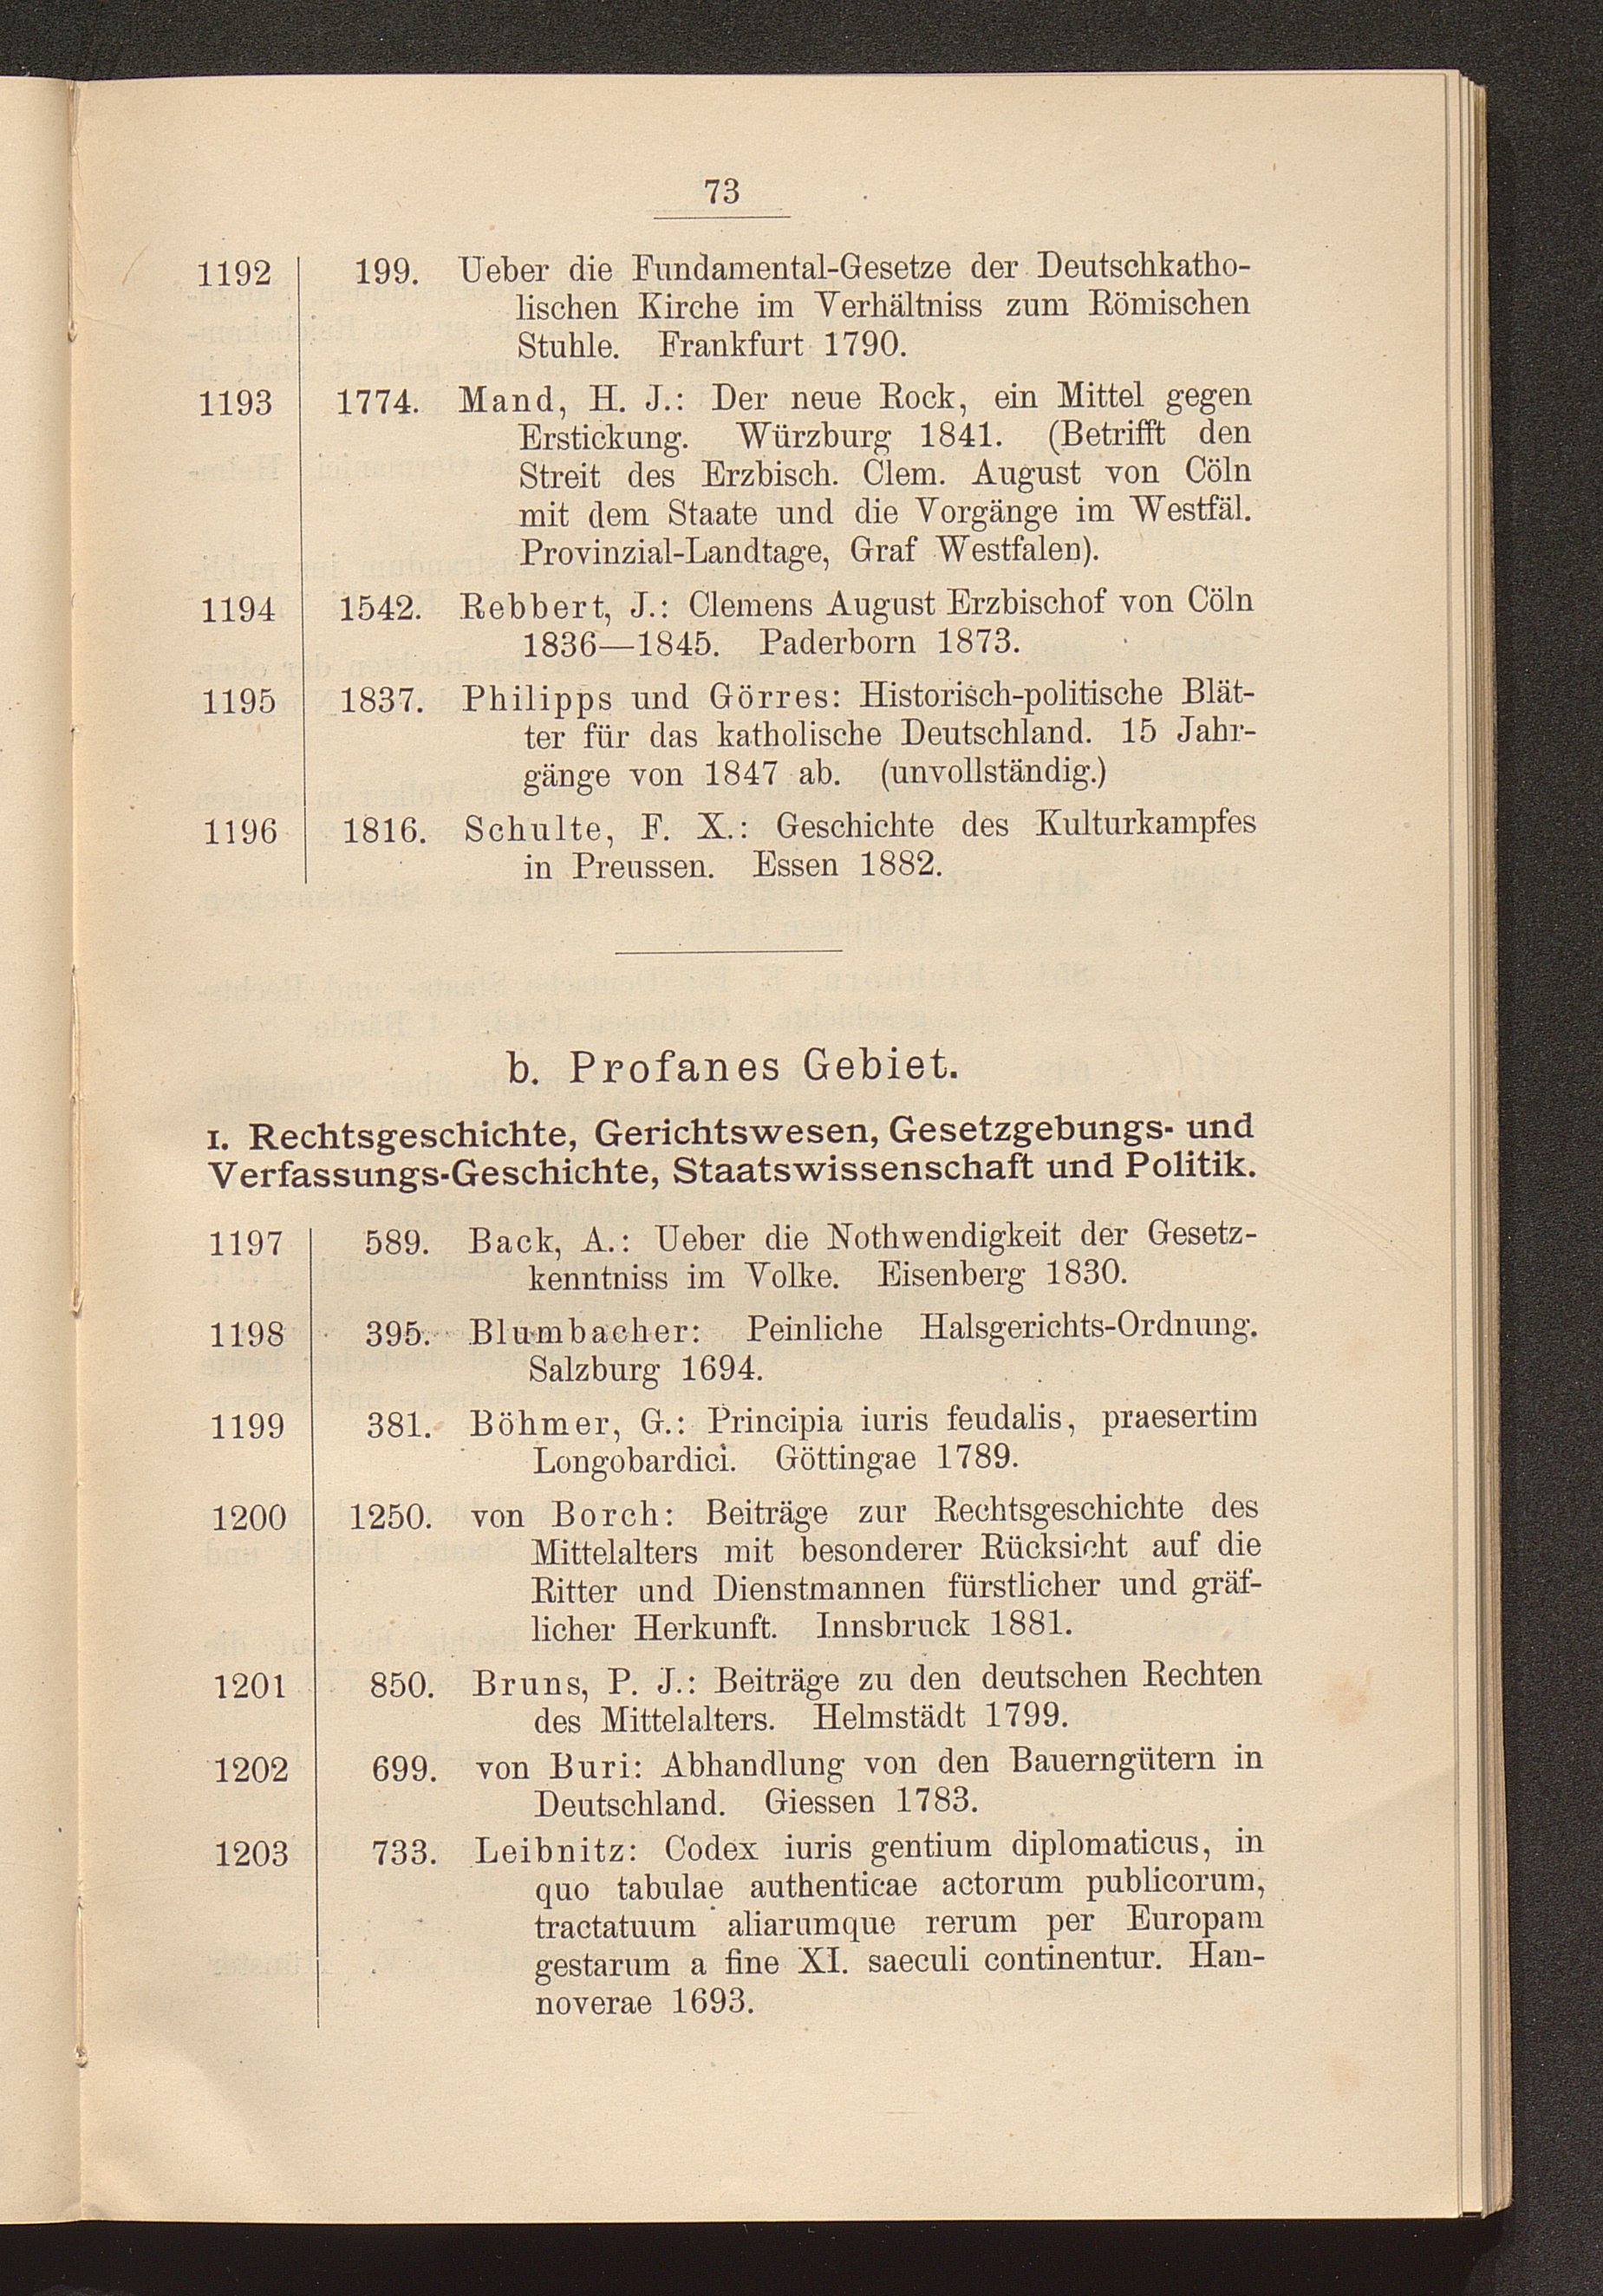 73
1192 199. Ueber die Fundamental-Gesetze der Deutschkatho-
lischen Kirche im Verhältniss zum Römischen
Stuhle. Frankfurt 1790.
1193 1774. Mand, H. J.: Der neue Rock, ein Mittel gegen
Erstickung. Würzburg 1841. (Betrifft den
Streit des Erzbisch. Clem. August von Cöln
mit dem Staate und die Vorgänge im Westfäl.
Provinzial-Landtage, Graf Westfalen).
1194 1542. Rebbert, J.: Clemens August Erzbischof von Cöln
1836—1845. Paderborn 1873.
1195 1837. Philipps und Görres: Historisch-politische Blät-
ter für das katholische Deutschland. 15 Jahr-
gänge von 1847 ab. (unvollständig.)
1196 1816. Schulte, F. X.: Geschichte des Kulturkampfes
in Preussen. Essen 1882.
b. Profanes Gebiet.
1. Rechtsgeschichte, Gerichtswesen, Gesetzgebungs- und
Verfassungs-Geschichte, Staatswissenschaft und Politik.
1197 589. Back, A.: Ueber die Nothwendigkeit der Gesetz-
kenntniss im Volke. Eisenberg 1830.
1198 395. Blumbacher: Peinliche Halsgerichts-Ordnung.
Salzburg 1694.
1199 381. Böhmer, G.: Principia iuris feudalis, praesertim
Longobardici. Göttingae 1789.
1200 1250. von Borch: Beiträge zur Rechtsgeschichte des
Mittelalters mit besonderer Rücksicht auf die
Ritter und Dienstmannen fürstlicher und gräf-
licher Herkunft. Innsbruck 1881.
1201 850. Bruns, P. J.: Beiträge zu den deutschen Rechten
des Mittelalters. Helmstädt 1799.
1202 699. von Buri: Abhandlung von den Bauerngütern in
Deutschland. Giessen 1783.
1203 733. Leibnitz: Codex iuris gentium diplomaticus, in
quo tabulae authenticae actorum publicorum,
tractatuum aliarumque rerum per Europam
gestarum a fine XI. saeculi continentur. Han-
noverae 1693.